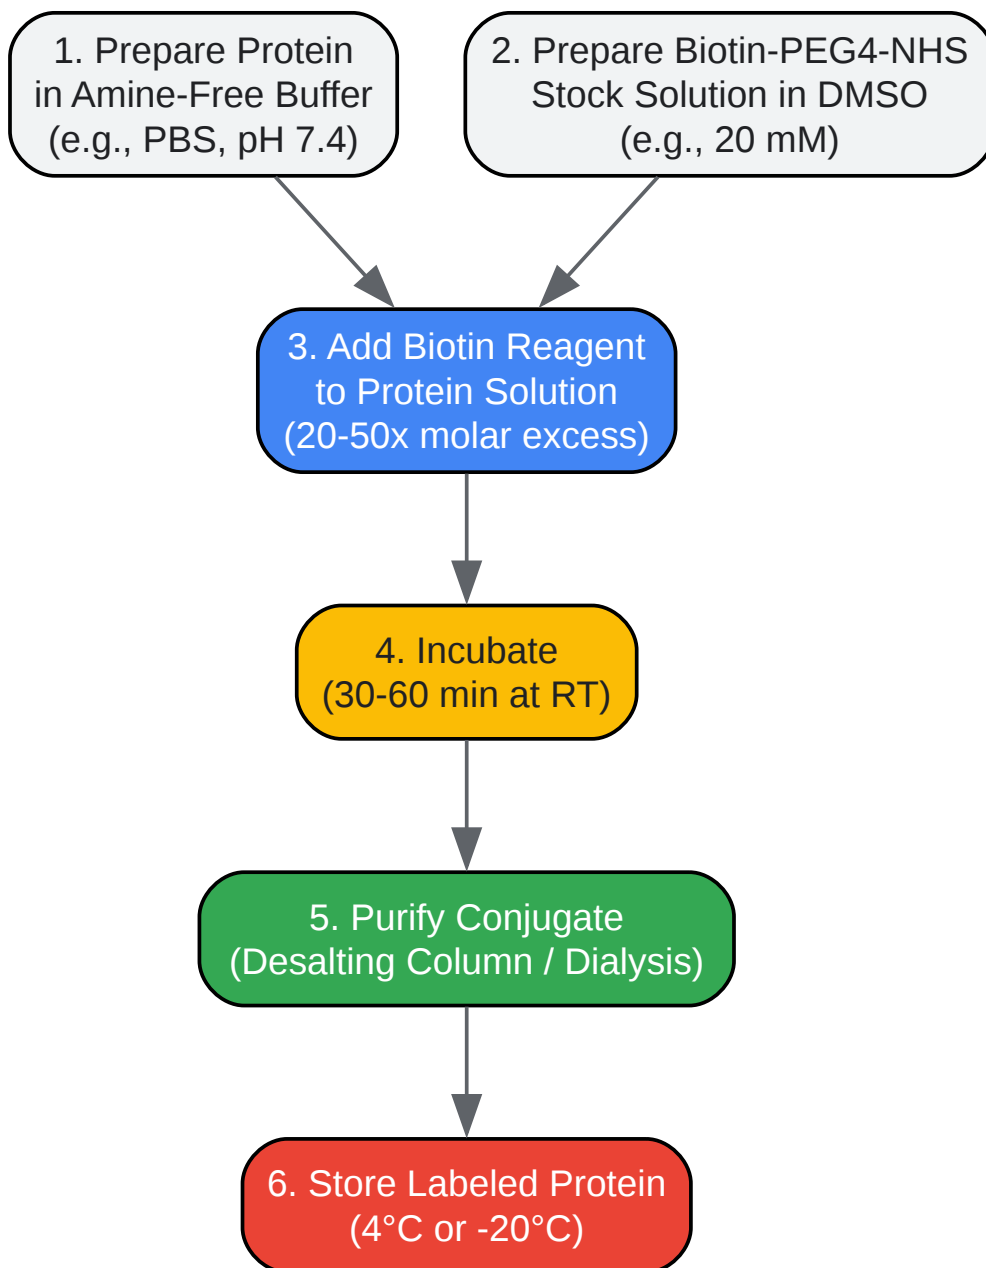 1. Prepare Protein
in Amine-Free Buffer
(e.g., PBS, pH 7.4)
2. Prepare Biotin-PEG4-NHS
Stock Solution in DMSO
(e.g., 20 mM)
3. Add Biotin Reagent
to Protein Solution
(20-50x molar excess)
4. Incubate
(30-60 min at RT)
5. Purify Conjugate
(Desalting Column / Dialysis)
6. Store Labeled Protein
(4°C or -20°C)